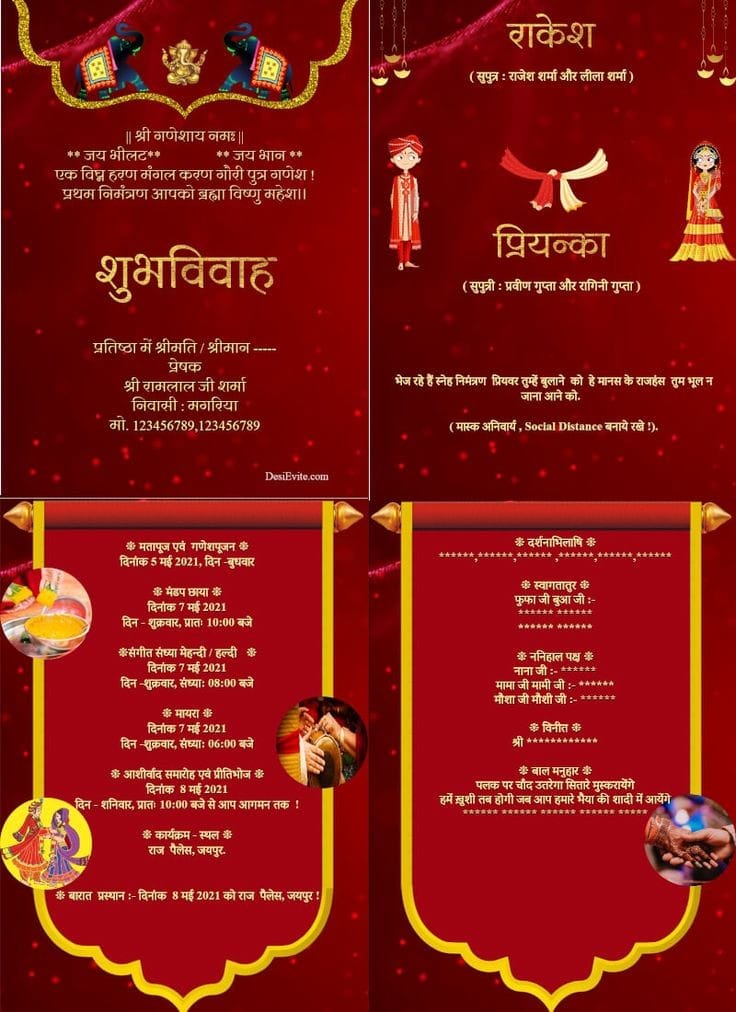 || श्री गणेशाय नमः ||
** जय भीलट** ** जय भान **
एक विघ्न हरण मंगल करण गौरी पुत्र गणेश !
प्रथम निमंत्रण आपको ब्रह्मा विष्णु महेश।।
शुभविवाह
प्रतिष्ठा में श्रीमति / श्रीमान -----
प्रेषक
श्री रामलाल जी शर्मा
निवासी : मगरिया
मो. 123456789,123456789
DesiEvite.com
राकेश
( सुपुत्र : राजेश शर्मा और लीला शर्मा )
प्रियन्का
( सुपुत्री : प्रवीण गुप्ता और रागिनी गुप्ता )
भेज रहे हैं स्नेह निमंत्रण प्रियवर तुम्हें बुलाने को हे मानस के राजहंस तुम भूल न
जाना आने को.
( मास्क अनिवार्य , Social Distance बनाये रखे !).
❊ मतापूज एवं गणेशपूजन ❊
दिनांक 5 मई 2021, दिन -बुधवार
❊ मंडप छाया ❊
दिनांक 7 मई 2021
दिन - शुक्रवार, प्रातः 10:00 बजे
❊संगीत संध्या मेहन्दी / हल्दी ❊
दिनांक 7 मई 2021
दिन -शुक्रवार, संध्याः 08:00 बजे
❊ मायरा ❊
दिनांक 7 मई 2021
दिन -शुक्रवार, संध्याः 06:00 बजे
❊ आशीर्वाद समारोह एवं प्रीतिभोज ❊
दिनांक 8 मई 2021
दिन - शनिवार, प्रातः 10:00 बजे से आप आगमन तक !
❊ कार्यक्रम - स्थल ❊
राज पैलेस, जयपुर.
❊ बारात प्रस्थान :- दिनांक 8 मई 2021 को राज पैलेस, जयपुर !
❊ दर्शनाभिलाषि ❊
******,******,****** ,******,******,******
❊ स्वागतातुर ❊
फुफा जी बुआ जी :-
****** ******
****** ******
❊ ननिहाल पक्ष ❊
नाना जी :- ******
मामा जी मामी जी :- ******
मौशा जी मौशी जी :- ******
❊ विनीत ❊
श्री ************
❊ बाल मनुहार ❊
पलक पर चाँद उतरेगा सितारे मुस्करायेंगे
हमें ख़ुशी तब होगी जब आप हमारे भैया की शादी में आयेंगे
****** ****** ****** ****** ******